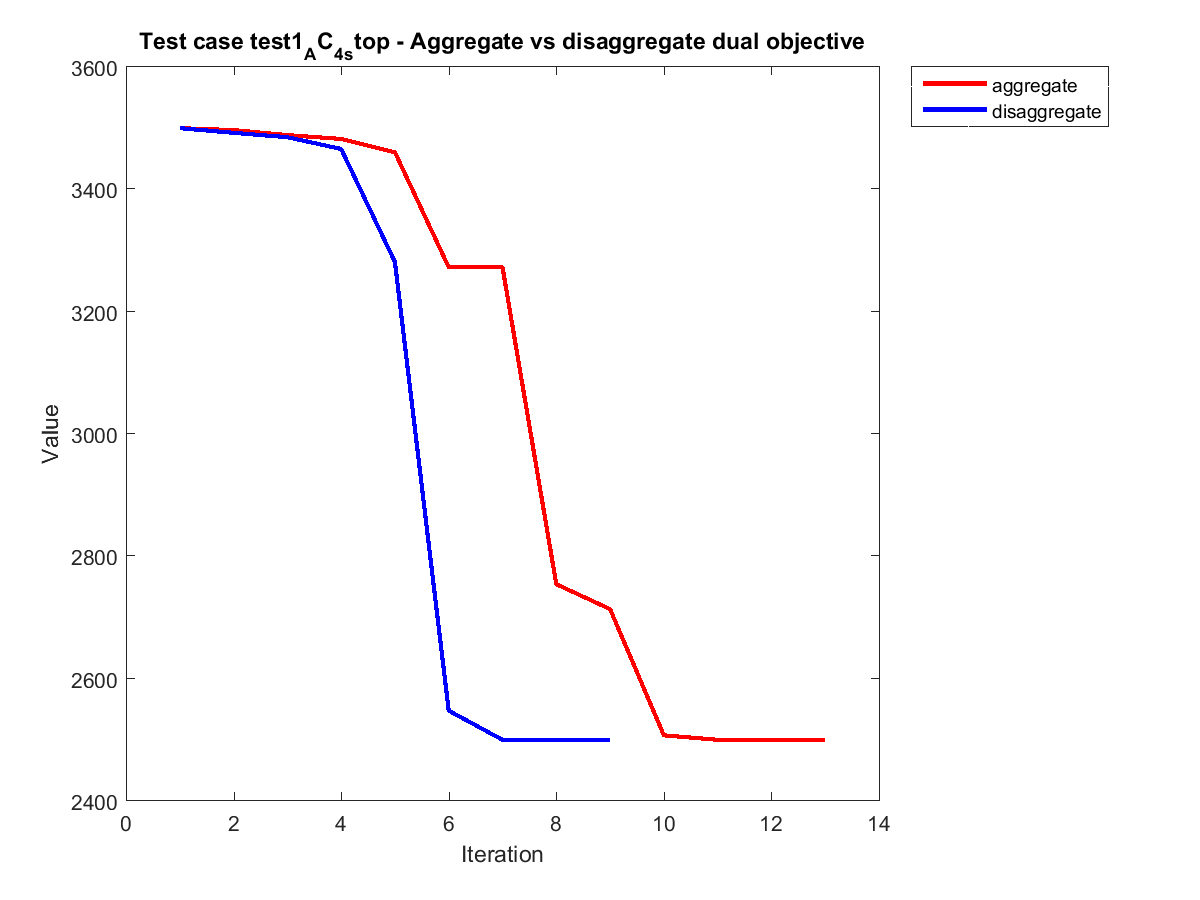 Test case test1_AC_4stop - Aggregate vs disaggregate dual objective
3600
3400
3200
3000
2800
2600
2400
Value
0 2 4 6 8 10 12 14
Iteration
aggregate
disaggregate